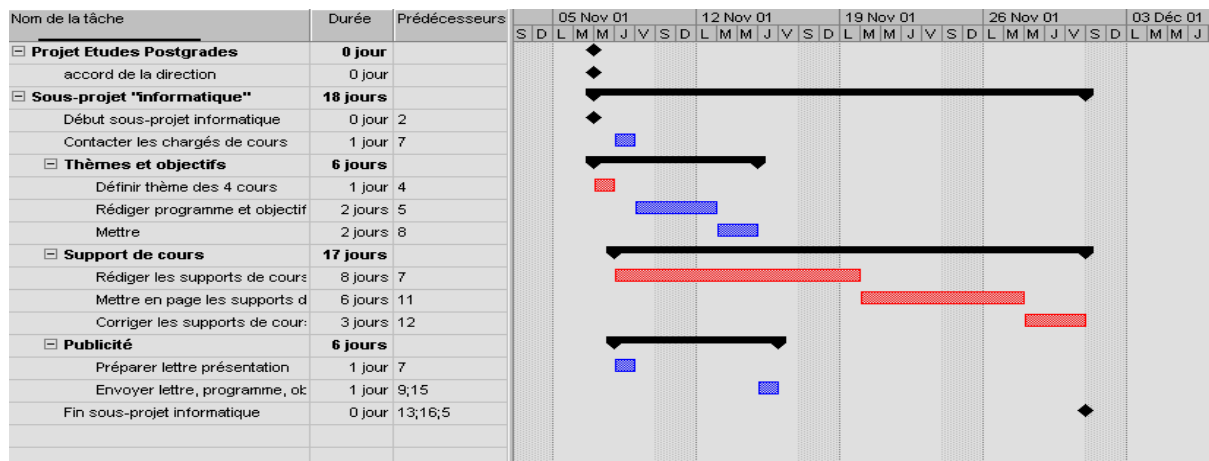 Nom de la tâche Durée Prédécesseurs 05 Nov 01 12 Nov 01 19 Nov 01 26 Nov 01 03 Déc 01
S D L M M J V S D L M M J V S D L M M J V S D L M M J V S D L M M J
Projet Etudes Postgrades 0 jour
accord de la direction 0 jour
Sous-projet "informatique" 18 jours
Début sous-projet informatique 0 jour 2
Contacter les chargés de cours 1 jour 7
Thèmes et objectifs 6 jours
Définir thème des 4 cours 1 jour 4
Rédiger programme et objectif 2 jours 5
Mettre 2 jours 8
Support de cours 17 jours
Rédiger les supports de cours 8 jours 7
Mettre en page les supports d 6 jours 11
Corriger les supports de cour 3 jours 12
Publicité 6 jours
Préparer lettre présentation 1 jour 7
Envoyer lettre, programme, ob 1 jour 9;15
Fin sous-projet informatique 0 jour 13;16;5